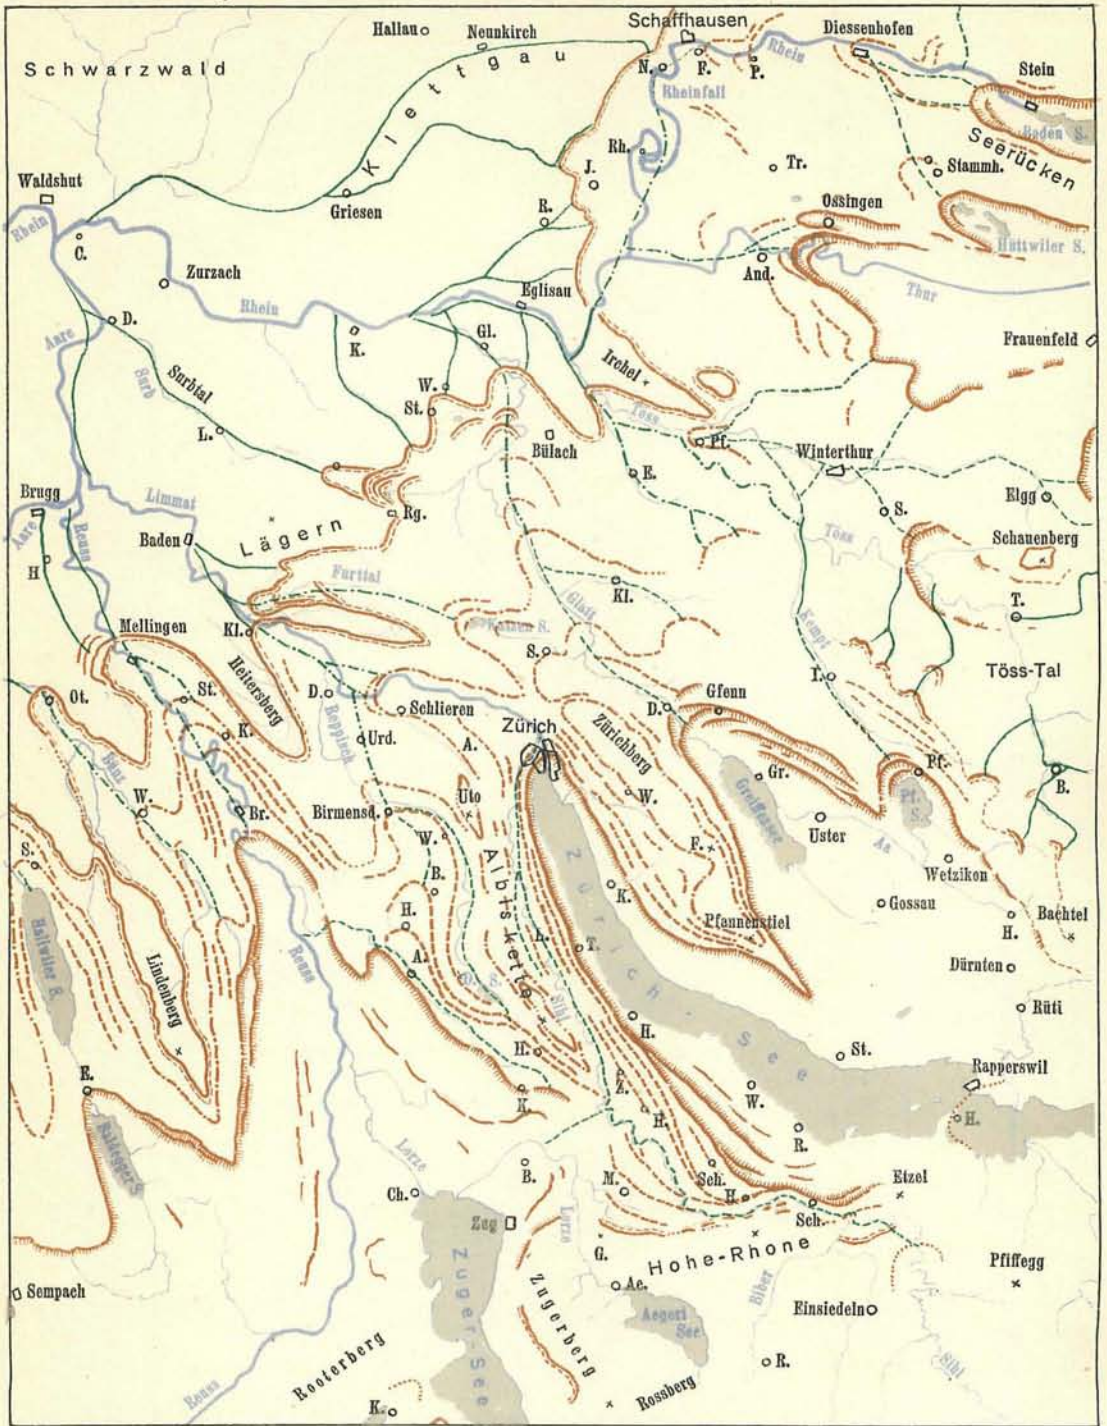 Schaffhausen
Hallau
Neunkirch
Diessenhofen
Schwarzwald
Klettgau
N.
F.
P.
Rhein
Stein
Rheinfall
Boden S.
Seerücken
Rh.
Tr.
Stammh.
Waldshut
J.
Griesen
R.
Ossingen
Rhein
C.
Hüttwiler S.
Zurzach
And.
Thur
Rhein
Eglisau
D.
Aare
K.
Gl.
Frauenfeld
Surb
Surbtal
Irchel
W.
St.
Töss
L.
Bülach
Pf.
Winterthur
E.
Brugg
Limmat
Elgg
Aare
Reuss
Rg.
S.
Baden
Lägern
Töss
Schauenberg
H
Furttal
Glatt
Kl.
T.
Kempt
Mellingen
Kl.
Katzen S.
S.
Töss-Tal
Heitersberg
Ot.
St.
D.
Schlieren
D.
Gfenn
Reppisch
Zürich
Zürichberg
K.
Urd.
A.
Bünz
Gr.
Pf.
B.
W.
Br.
Birmensd.
Uto
W.
Greifensee
Pf. S.
Uster
W.
Aa
S.
F.
Wetzikon
B.
Albiskette
K.
Gossau
H.
Pfannenstiel
Bachtel
H.
Hallwiler S.
Lindenberg
Reuss
A.
L.
T.
Dürnten
Sihl
Zürich-See
Rüti
H.
St.
E.
H.
Rapperswil
Z.
K.
W.
H.
H.
R.
Baldegger S
Lorze
B.
M.
Sch.
Etzel
Ch.
H
Sch.
Zug
Lorze
G.
Hohe-Rhone
Pfiffegg
Sempach
Zuger-See
Zugerberg
Ae.
Biber
Einsiedeln
Aegeri See
Rooterberg
R.
Sihl
Reuss
Rossberg
K.